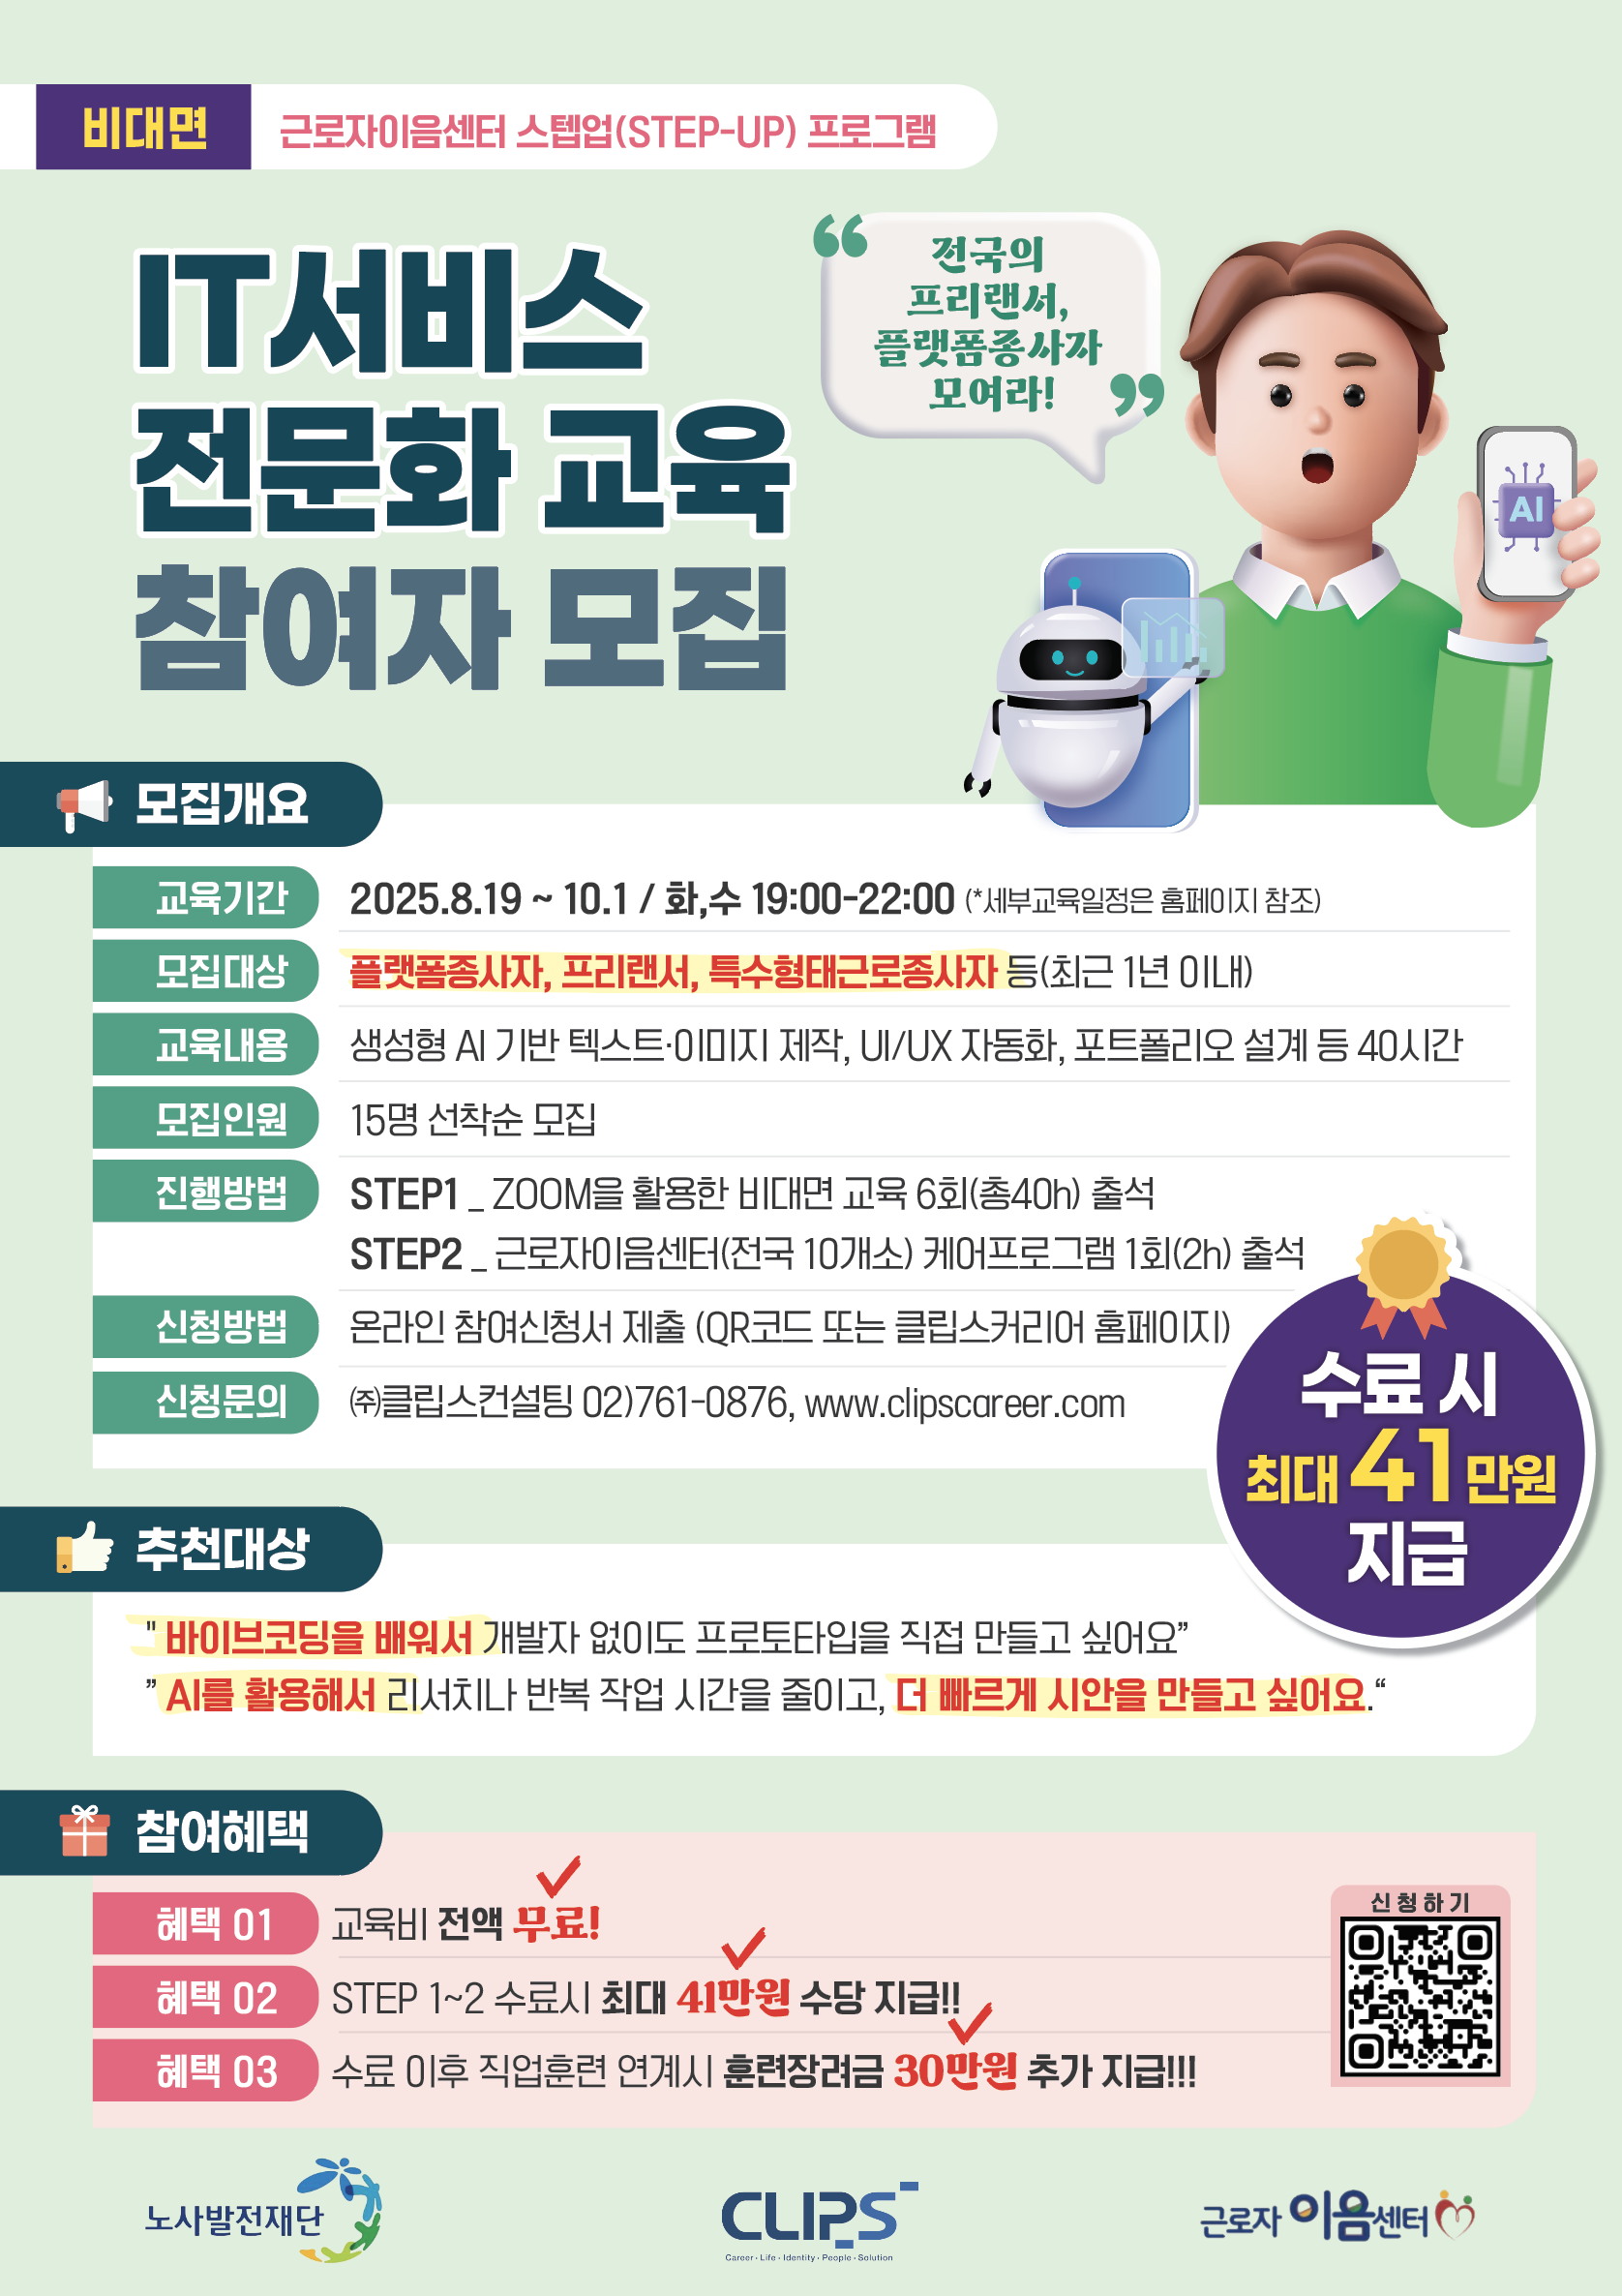 비대면
근로자이음센터 스텝업(STEP-UP) 프로그램
IT서비스
전문화 교육
참여자 모집
“ 전국의
프리랜서,
플랫폼종사자
모여라! ”
AI
모집개요
교육기간 2025.8.19 ~ 10.1 / 화,수 19:00-22:00 (*세부교육일정은 홈페이지 참조)
모집대상 플랫폼종사자, 프리랜서, 특수형태근로종사자 등(최근 1년 이내)
교육내용 생성형 AI 기반 텍스트·이미지 제작, UI/UX 자동화, 포트폴리오 설계 등 40시간
모집인원 15명 선착순 모집
진행방법 STEP1 _ ZOOM을 활용한 비대면 교육 6회(총40h) 출석
STEP2 _ 근로자이음센터(전국 10개소) 케어프로그램 1회(2h) 출석
신청방법 온라인 참여신청서 제출 (QR코드 또는 클립스커리어 홈페이지)
신청문의 ㈜클립스컨설팅 02)761-0876, www.clipscareer.com
수료 시
최대 41만원
지급
추천대상
" 바이브코딩을 배워서 개발자 없이도 프로토타입을 직접 만들고 싶어요”
” AI를 활용해서 리서치나 반복 작업 시간을 줄이고, 더 빠르게 시안을 만들고 싶어요.“
참여혜택
혜택 01 교육비 전액 무료!
혜택 02 STEP 1~2 수료시 최대 41만원 수당 지급!!
혜택 03 수료 이후 직업훈련 연계시 훈련장려금 30만원 추가 지급!!!
신청하기
노사발전재단
CLIPS
Career · Life · Identity · People · Solution
근로자 이음센터